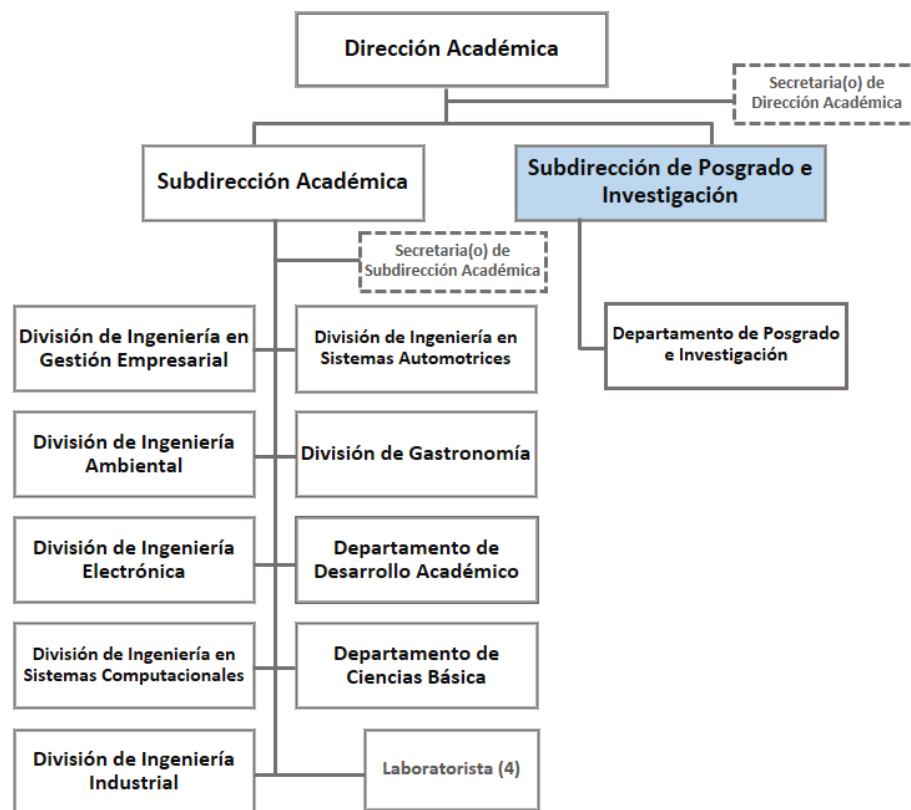 Dirección Académica
Secretaria(o) de
Dirección Académica
Subdirección Académica
Subdirección de Posgrado e
Investigación
Secretaria(o) de
Subdirección Académica
División de Ingeniería en
Gestión Empresarial
División de Ingeniería en
Sistemas Automotrices
Departamento de Posgrado
e Investigación
División de Ingeniería
Ambiental
División de Gastronomía
División de Ingeniería
Electrónica
Departamento de
Desarrollo Académico
División de Ingeniería en
Sistemas Computacionales
Departamento de
Ciencias Básica
División de Ingeniería
Industrial
Laboratorista (4)